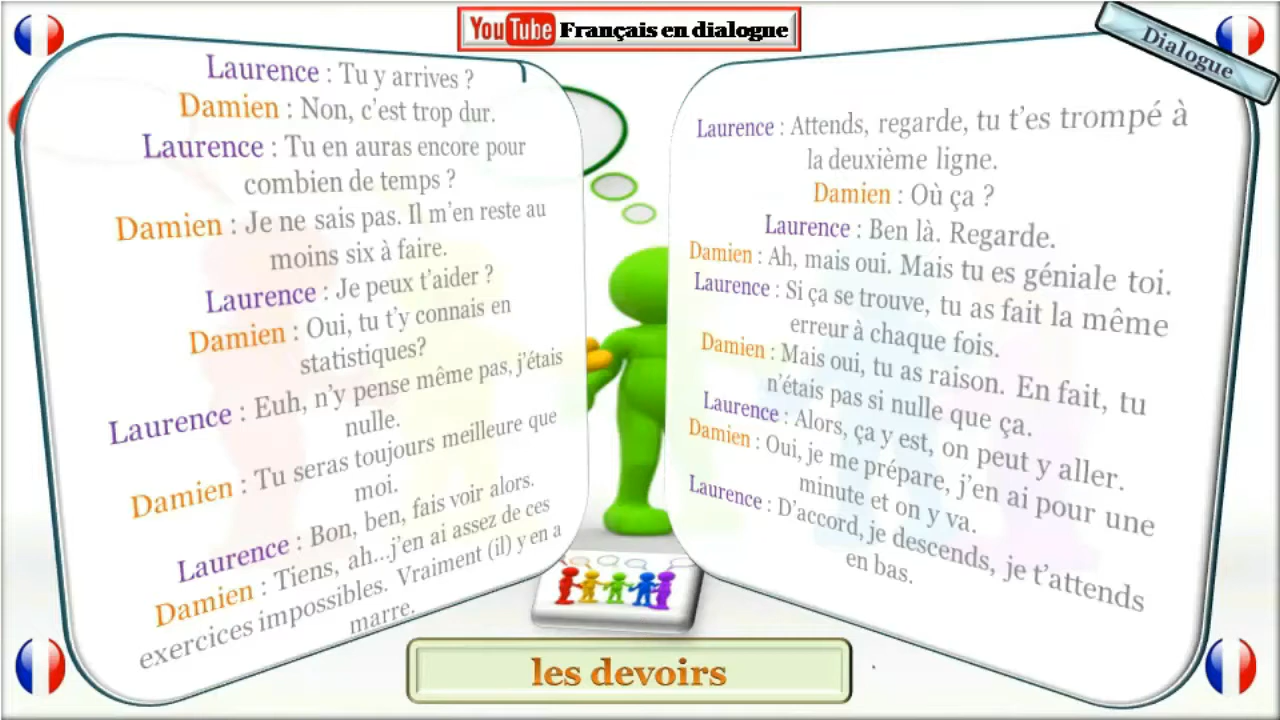 YouTube Français en dialogue
Dialogue
Laurence : Tu y arrives ?
Damien : Non, c'est trop dur.
Laurence : Tu en auras encore pour
combien de temps ?
Damien : Je ne sais pas. Il m'en reste au
moins six à faire.
Laurence : Je peux t'aider ?
Damien : Oui, tu t'y connais en
statistiques?
Laurence : Euh, n'y pense même pas, j'étais
nulle.
Damien : Tu seras toujours meilleure que
moi.
Laurence : Bon, ben, fais voir alors.
Damien : Tiens, ah...j'en ai assez de ces
exercices impossibles. Vraiment (il) y en a
marre.
Laurence : Attends, regarde, tu t'es trompé à
la deuxième ligne.
Damien : Où ça ?
Laurence : Ben là. Regarde.
Damien : Ah, mais oui. Mais tu es géniale toi.
Laurence : Si ça se trouve, tu as fait la même
erreur à chaque fois.
Damien : Mais oui, tu as raison. En fait, tu
n'étais pas si nulle que ça.
Laurence : Alors, ça y est, on peut y aller.
Damien : Oui, je me prépare, j'en ai pour une
minute et on y va.
Laurence : D'accord, je descends, je t'attends
en bas.
les devoirs